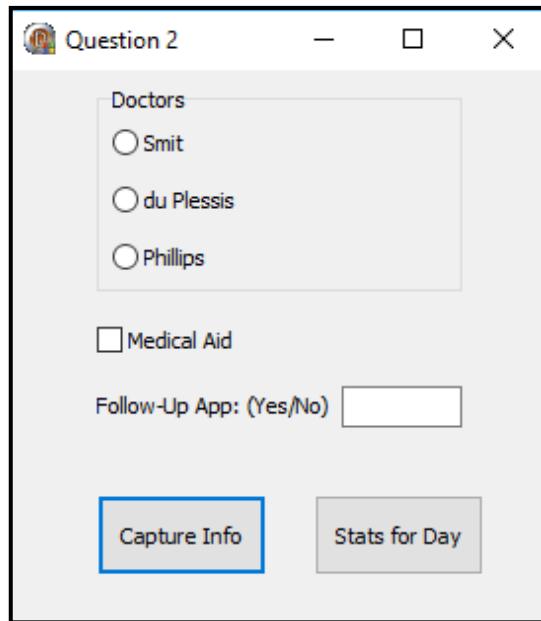 Question 2
Doctors
Smit
du Plessis
Phillips
Medical Aid
Follow-Up App: (Yes/No)
Capture Info Stats for Day